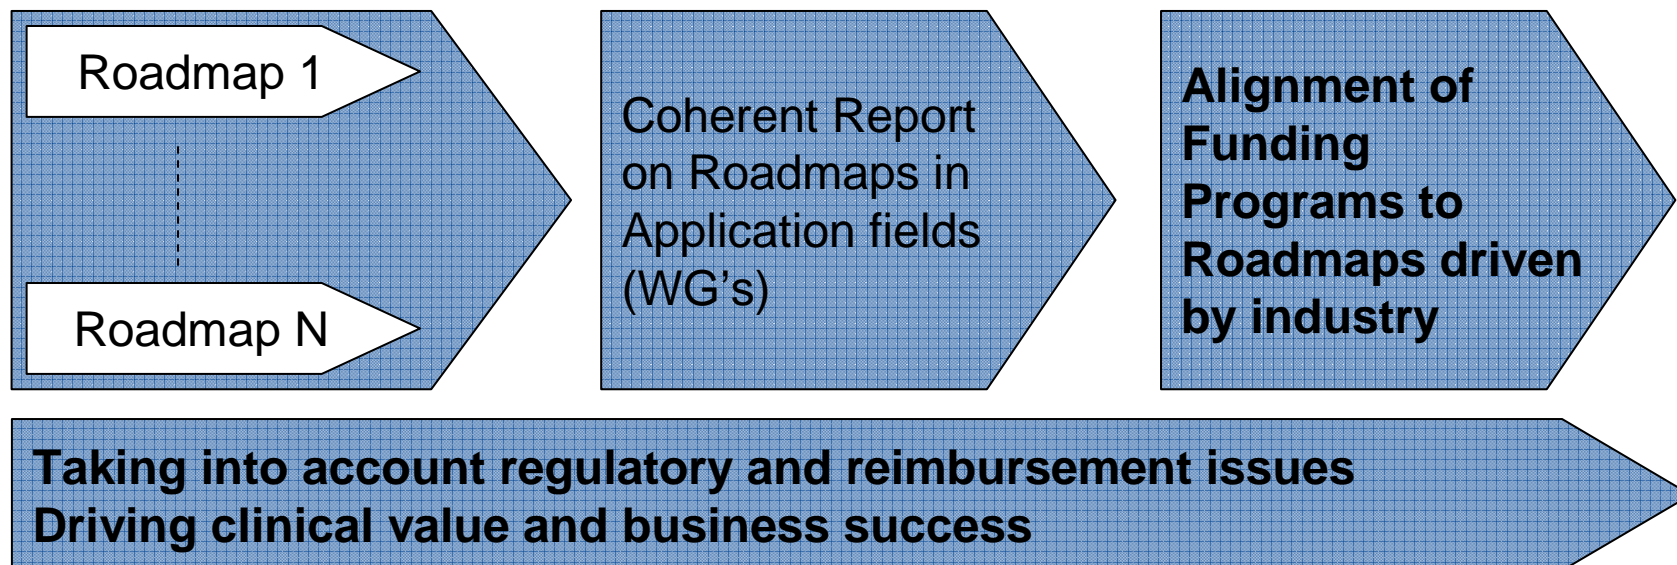 Roadmap 1
Roadmap N
Coherent Report
on Roadmaps in
Application fields
(WG's)
Alignment of
Funding
Programs to
Roadmaps driven
by industry
Taking into account regulatory and reimbursement issues
Driving clinical value and business success